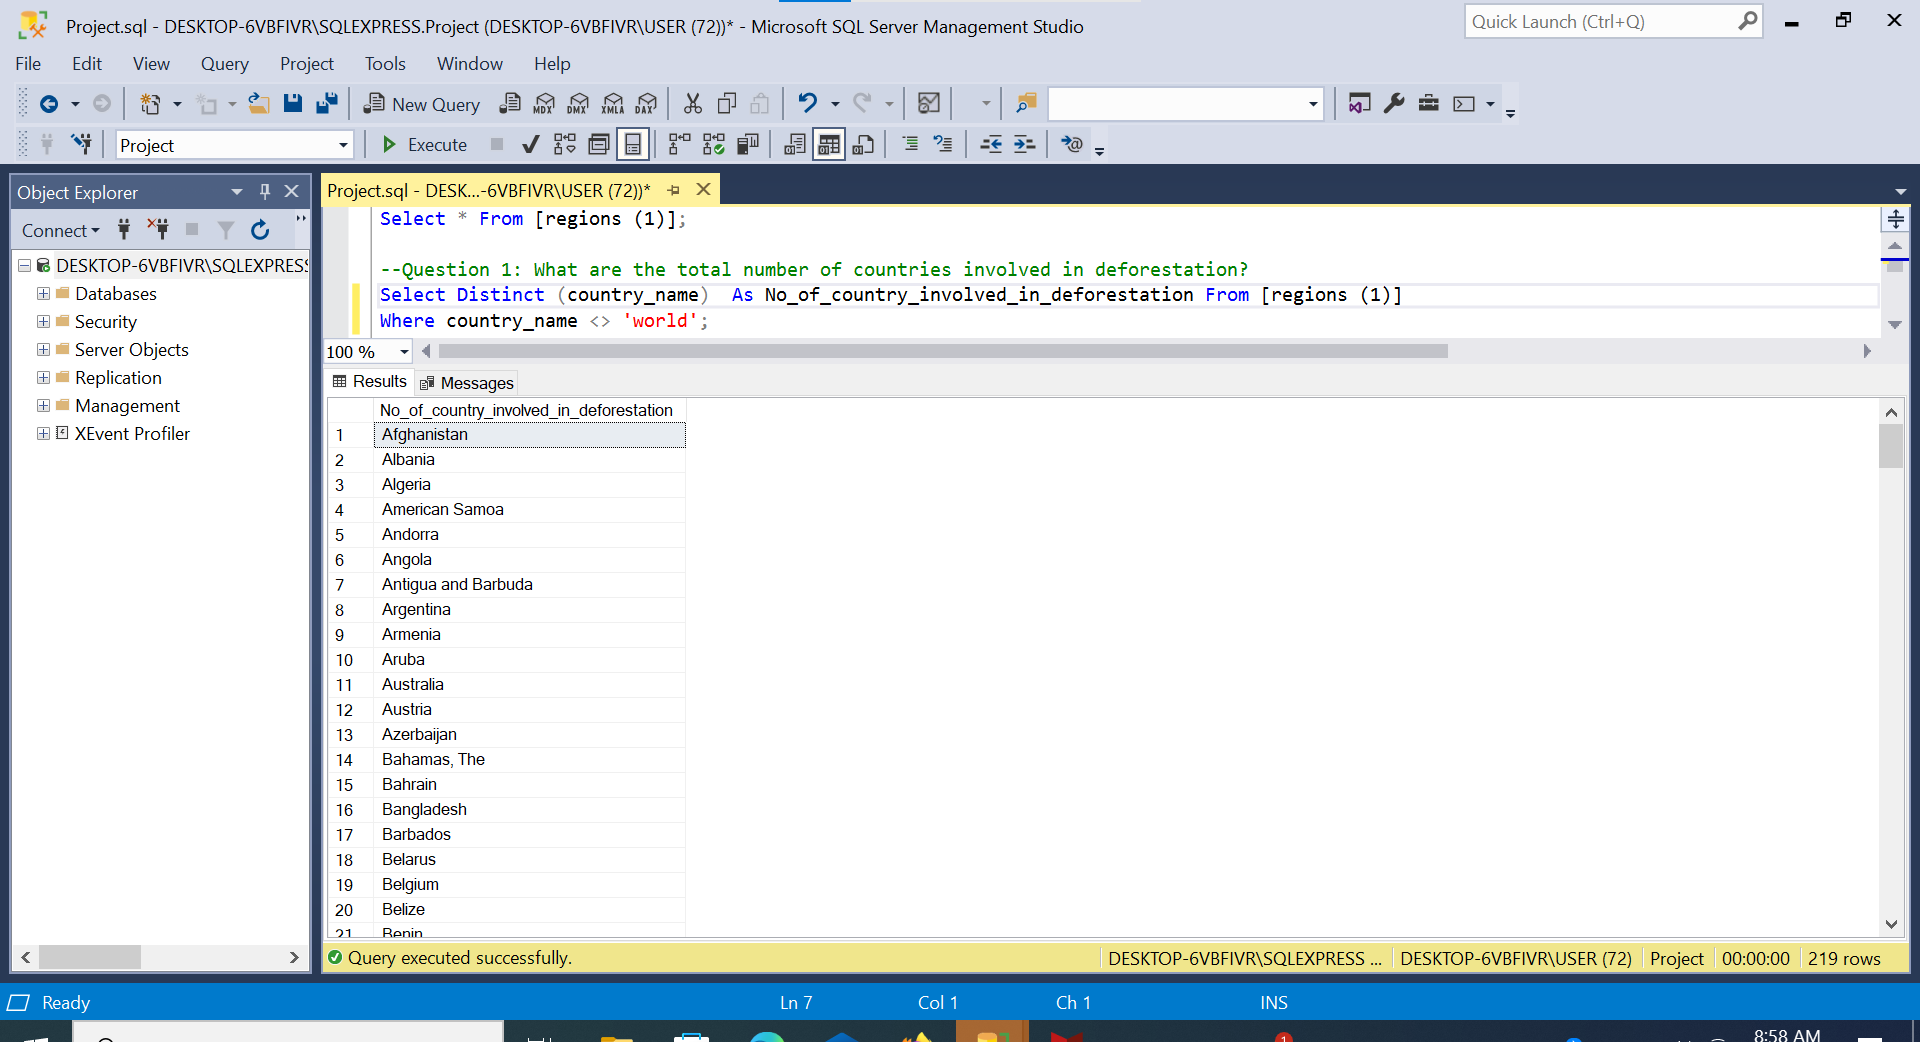 Project.sql - DESKTOP-6VBFIVR\SQLEXPRESS.Project (DESKTOP-6VBFIVR\USER (72))* - Microsoft SQL Server Management Studio
Quick Launch (Ctrl+Q)
File Edit View Query Project Tools Window Help
New Query MDX DMX XMLA DAX
Project Execute
Object Explorer
Connect
DESKTOP-6VBFIVR\SQLEXPRESS
Databases
Security
Server Objects
Replication
Management
XEvent Profiler
Project.sql - DESK...-6VBFIVR\USER (72))*
Select * From [regions (1)];
--Question 1: What are the total number of countries involved in deforestation?
Select Distinct (country_name)  As No_of_country_involved_in_deforestation From [regions (1)]
Where country_name <> 'world';
100 %
Results Messages
No_of_country_involved_in_deforestation
1 Afghanistan
2 Albania
3 Algeria
4 American Samoa
5 Andorra
6 Angola
7 Antigua and Barbuda
8 Argentina
9 Armenia
10 Aruba
11 Australia
12 Austria
13 Azerbaijan
14 Bahamas, The
15 Bahrain
16 Bangladesh
17 Barbados
18 Belarus
19 Belgium
20 Belize
21 Benin
Query executed successfully. DESKTOP-6VBFIVR\SQLEXPRESS ... DESKTOP-6VBFIVR\USER (72) Project 00:00:00 219 rows
Ready Ln 7 Col 1 Ch 1 INS
1
8:58 AM